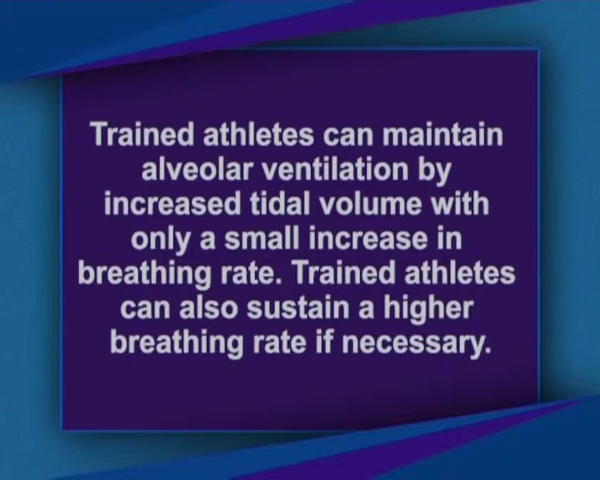 Trained athletes can maintain
alveolar ventilation by
increased tidal volume with
only a small increase in
breathing rate. Trained athletes
can also sustain a higher
breathing rate if necessary.